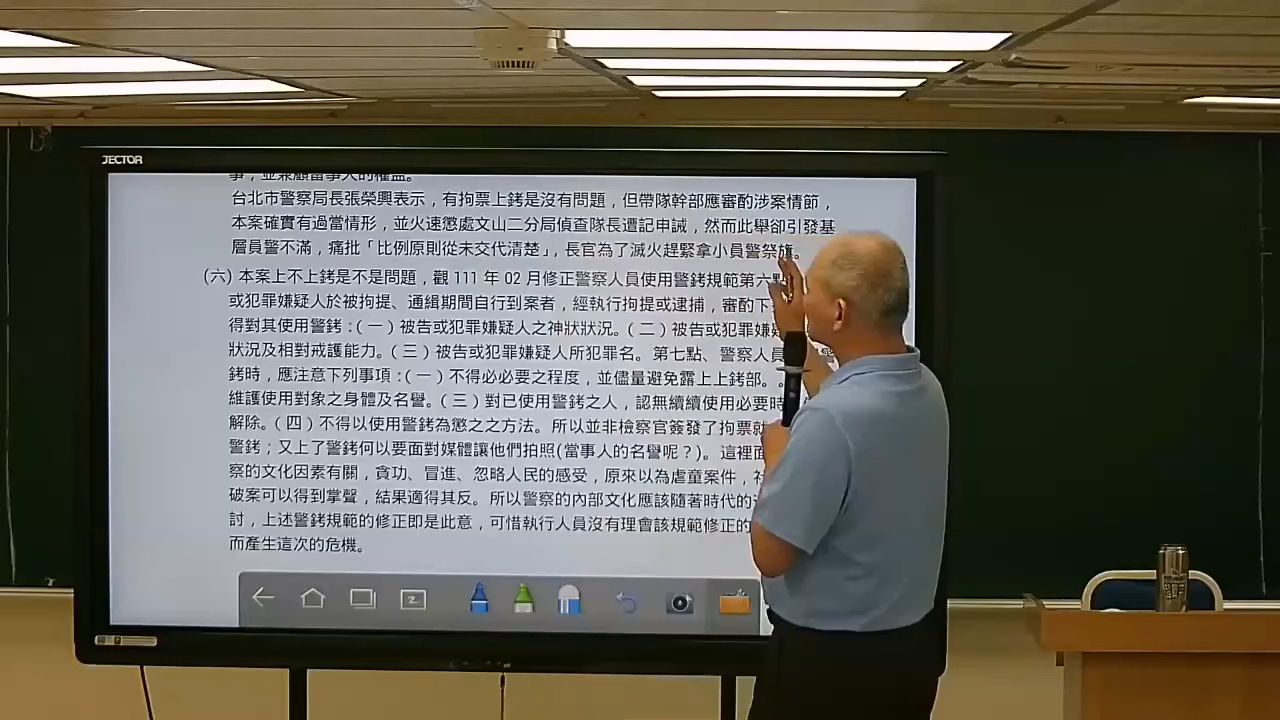 JECTOR
事，並兼顧當事人的權益。
台北市警察局長張榮興表示，有拘票上銬是沒有問題，但帶隊幹部應審酌涉案情節，
本案確實有過當情形，並火速懲處文山二分局偵查隊長遭記申誡，然而此舉卻引發基
層員警不滿，痛批「比例原則從未交代清楚」，長官為了滅火趕緊拿小員警祭旗。
(六) 本案上不上銬是不是問題，觀 111 年 02 月修正警察人員使用警銬規範第六點
或犯罪嫌疑人於被拘提、通緝期間自行到案者，經執行拘提或逮捕，審酌下
得對其使用警銬：(一) 被告或犯罪嫌疑人之神狀狀況。(二) 被告或犯罪嫌
狀況及相對戒護能力。(三) 被告或犯罪嫌疑人所犯罪名。第七點、警察人員
銬時，應注意下列事項：(一) 不得必必要之程度，並儘量避免露上上銬部。
維護使用對象之身體及名譽。(三) 對已使用警銬之人，認無續續使用必要時
解除。(四) 不得以使用警銬為懲之之方法。所以並非檢察官簽發了拘票就
警銬；又上了警銬何以要面對媒體讓他們拍照(當事人的名譽呢？)。這裡面
察的文化因素有關，貪功、冒進、忽略人民的感受，原來以為虐童案件，社
破案可以得到掌聲，結果適得其反。所以警察的內部文化應該隨著時代的
討，上述警銬規範的修正即是此意，可惜執行人員沒有理會該規範修正的
而產生這次的危機。
2